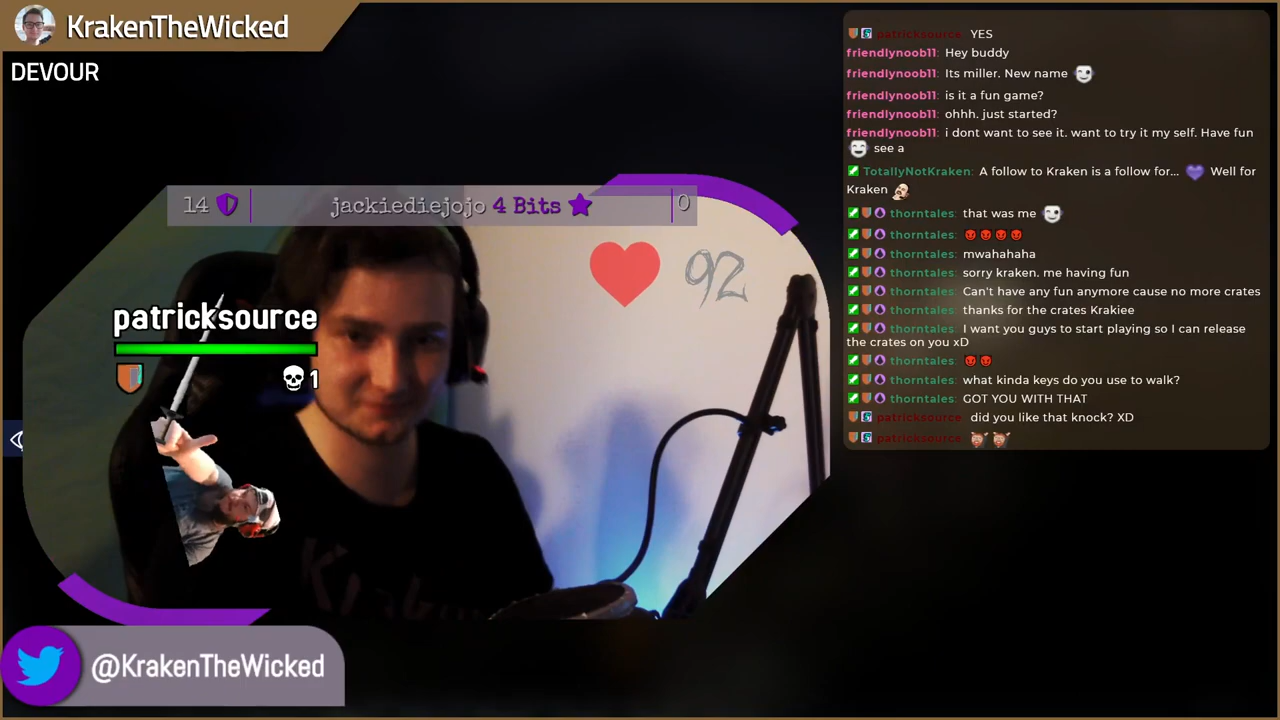 KrakenTheWicked
DEVOUR
14
jackiediejojo 4 Bits
0
92
patricksource
1
@KrakenTheWicked
patricksource YES
friendlynoob11: Hey buddy
friendlynoob11: Its miller. New name
friendlynoob11: is it a fun game?
friendlynoob11: ohhh. just started?
friendlynoob11: i dont want to see it. want to try it my self. Have fun
see a
TotallyNotKraken: A follow to Kraken is a follow for... Well for
Kraken
thorntales: that was me
thorntales:
thorntales: mwahahaha
thorntales: sorry kraken. me having fun
thorntales: Can't have any fun anymore cause no more crates
thorntales: thanks for the crates Krakiee
thorntales: I want you guys to start playing so I can release
the crates on you xD
thorntales:
thorntales: what kinda keys do you use to walk?
thorntales: GOT YOU WITH THAT
patricksource did you like that knock? XD
patricksource